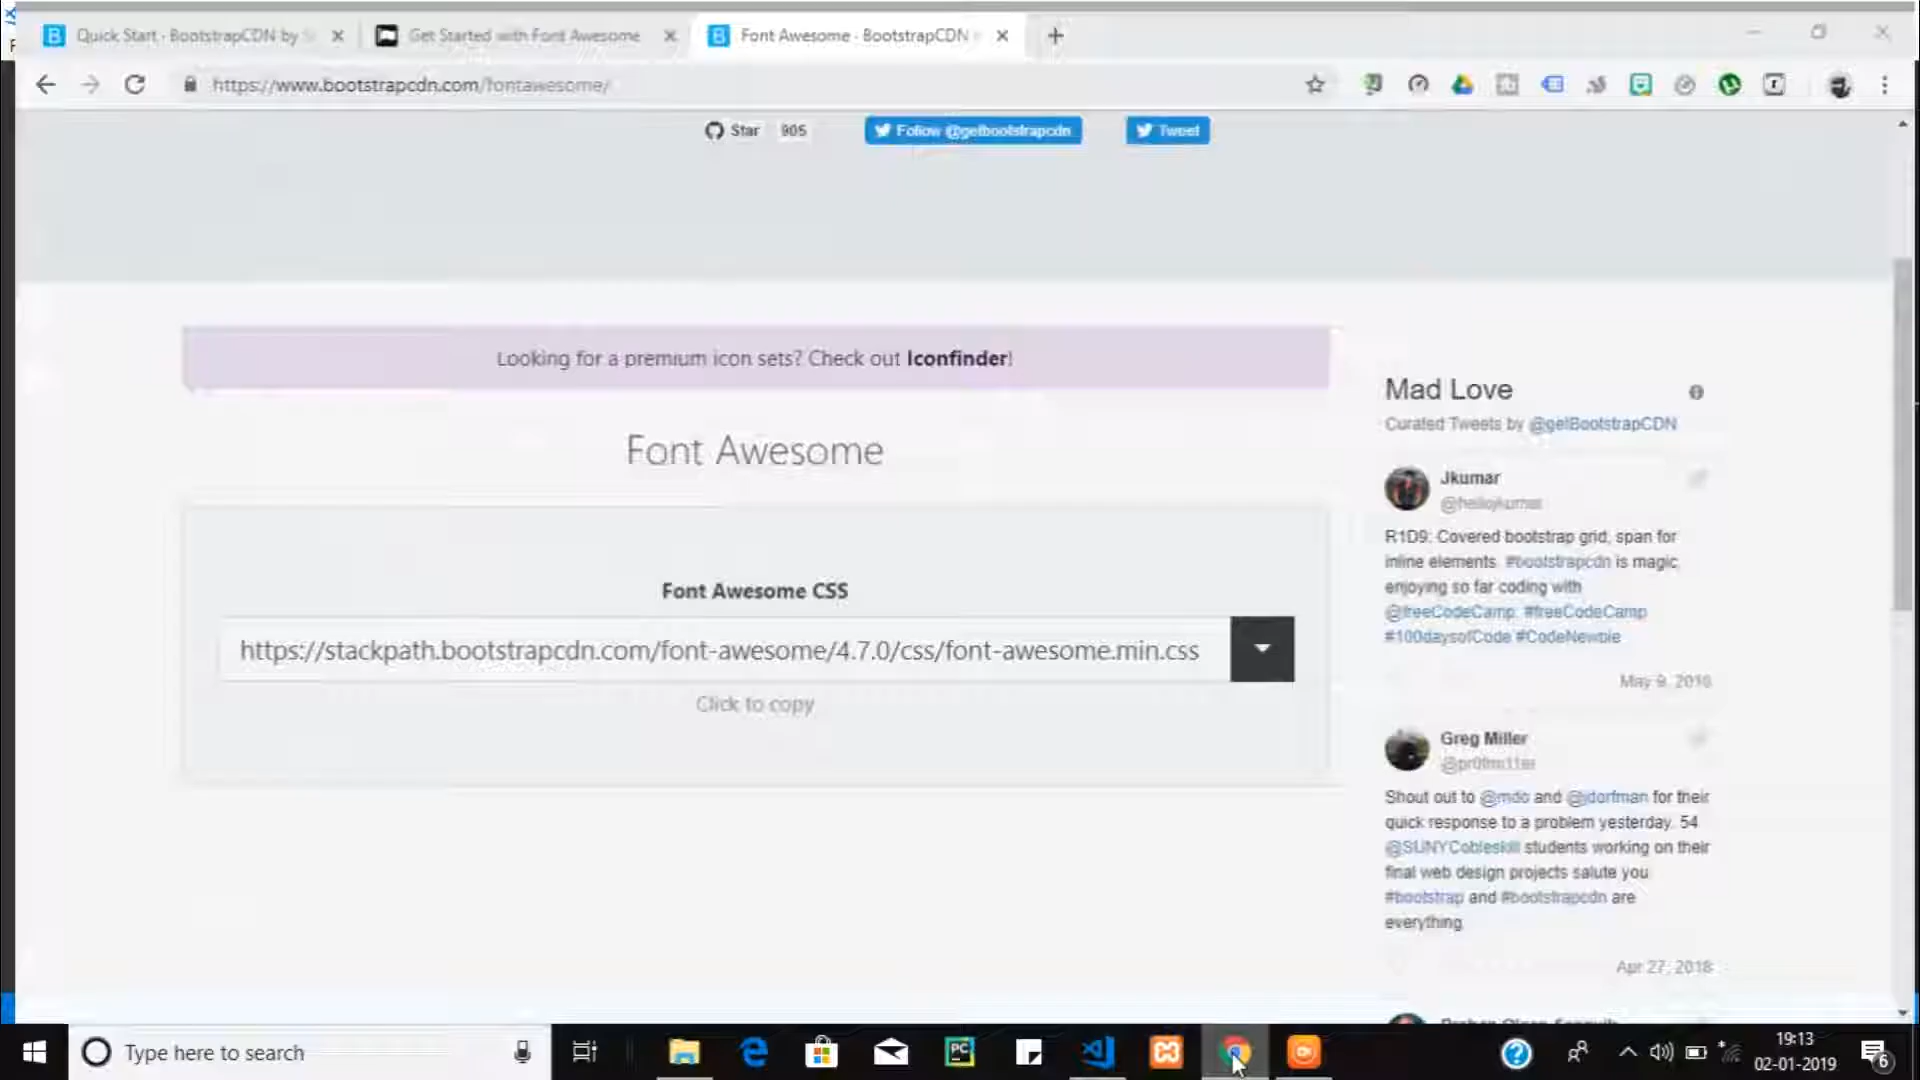 Quick Start - BootstrapCDN by
Get Started with Font Awesome
Font Awesome - BootstrapCDN
https://www.bootstrapcdn.com/fontawesome/
Star 905
Follow @getbootstrapcdn
Tweet
Looking for a premium icon sets? Check out Iconfinder!
Font Awesome
Font Awesome CSS
https://stackpath.bootstrapcdn.com/font-awesome/4.7.0/css/font-awesome.min.css
Click to copy
Mad Love
Curated Tweets by @getBootstrapCDN
Jkumar
@hellojkumar
R1D9: Covered bootstrap grid, span for
inline elements. #bootstrapcdn is magic
enjoying so far coding with
@freeCodeCamp. #freeCodeCamp
#100daysofCode #CodeNewbie
May 9, 2018
Greg Miller
Shout out to @mdo and @jdorfman for their
quick response to a problem yesterday. 54
@SUNYCobleskill students working on their
final web design projects salute you
#bootstrap and #bootstrapcdn are
everything
Apr 27, 2018
Type here to search
PC
19:13
02-01-2019
6